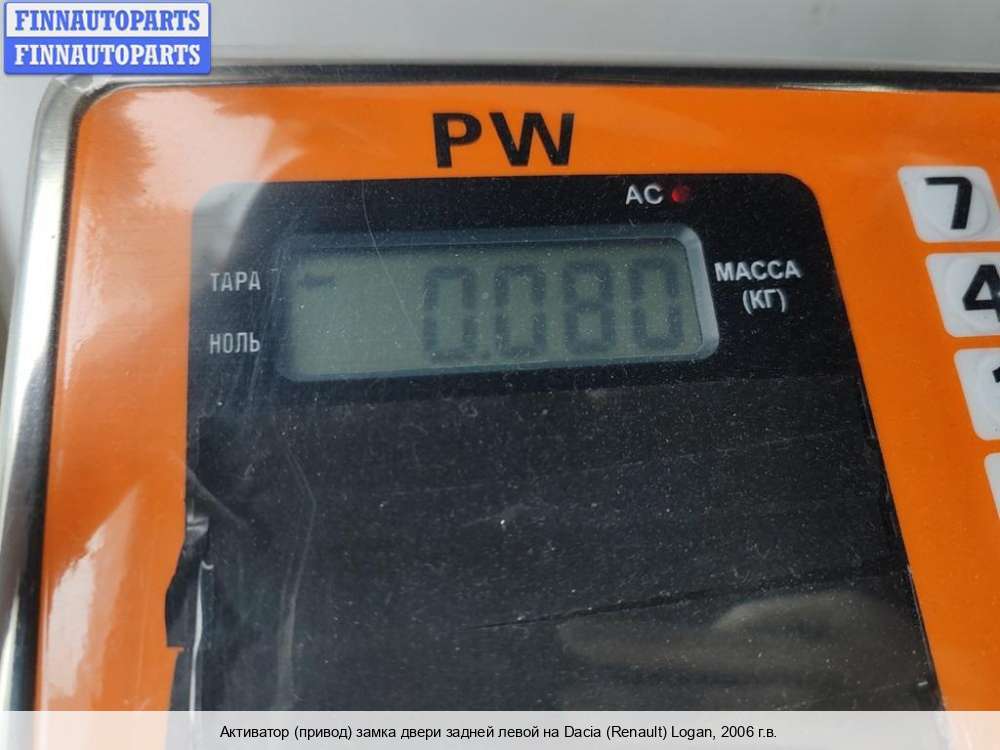 FINNAUTOPARTS
FINNAUTOPARTS
PW
AC
7
ТАРА
0.080
МАССА
(КГ)
4
НОЛЬ
1
Активатор (привод) замка двери задней левой на Dacia (Renault) Logan, 2006 г.в.